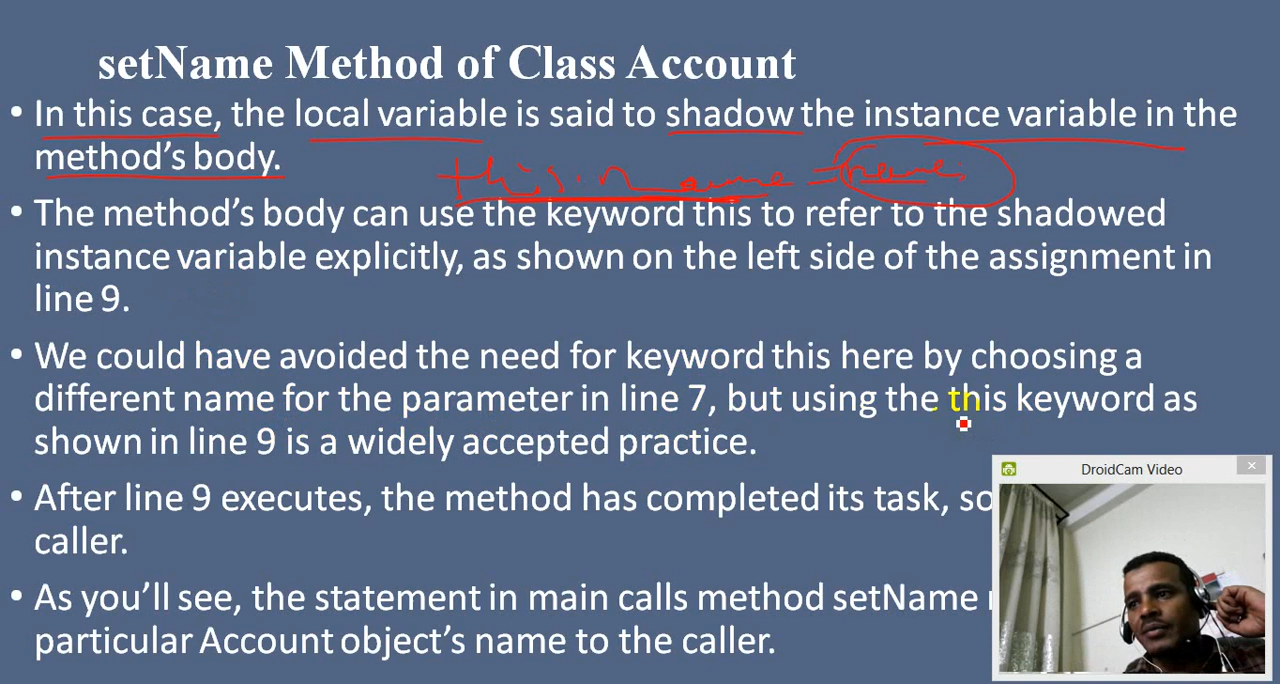 setName Method of Class Account
• In this case, the local variable is said to shadow the instance variable in the
method's body.
this.name = name;
• The method's body can use the keyword this to refer to the shadowed
instance variable explicitly, as shown on the left side of the assignment in
line 9.
• We could have avoided the need for keyword this here by choosing a
different name for the parameter in line 7, but using the this keyword as
shown in line 9 is a widely accepted practice.
• After line 9 executes, the method has completed its task, so
caller.
• As you'll see, the statement in main calls method setName
particular Account object's name to the caller.
DroidCam Video